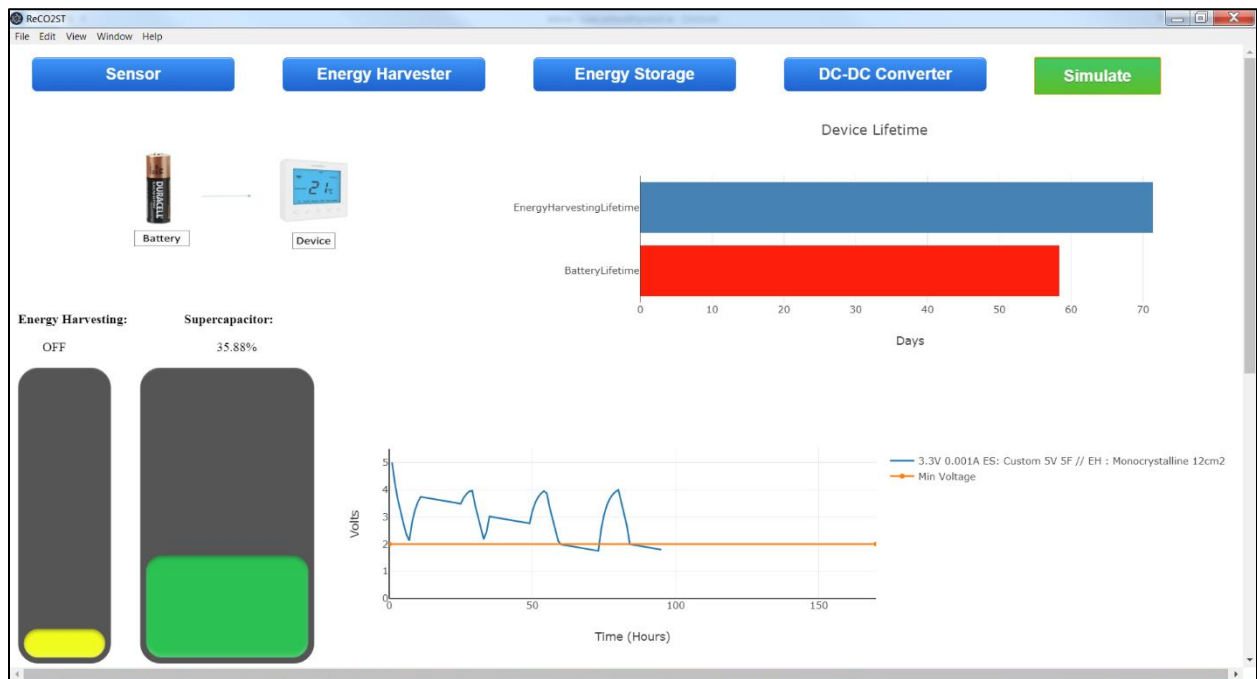 ReCO2ST
File Edit View Window Help
Sensor
Energy Harvester
Energy Storage
DC-DC Converter
Simulate
Device Lifetime
DURACELL
21
Battery
Device
EnergyHarvestingLifetime
BatteryLifetime
0 10 20 30 40 50 60 70
Days
Energy Harvesting:
Supercapacitor:
OFF
35.88%
5
4
3
2
1
0
Volts
0 50 100 150
Time (Hours)
3.3V 0.001A ES: Custom 5V 5F // EH : Monocrystalline 12cm2
Min Voltage